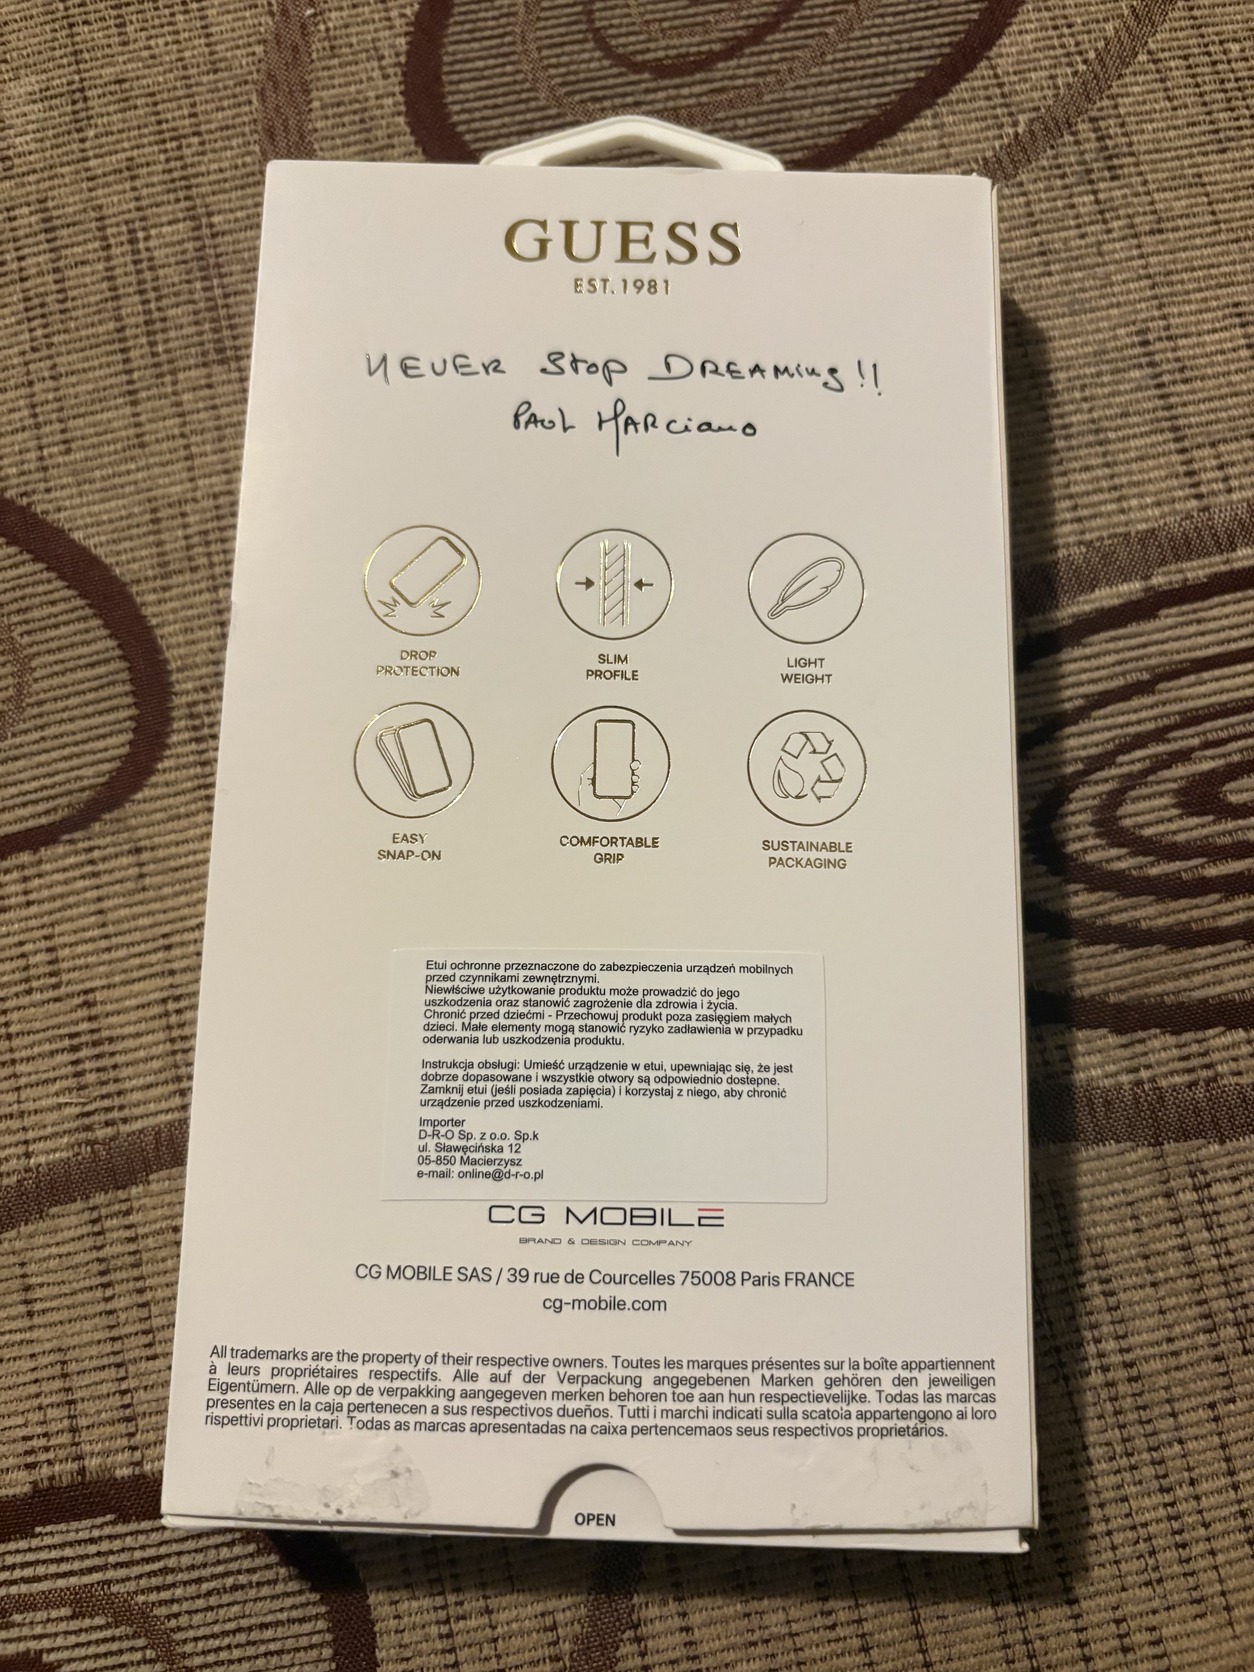 GUESS
EST.1981
NEVER Stop DREAMing!!
PAUL MARCiano
DROP
PROTECTION
SLIM
PROFILE
LIGHT
WEIGHT
EASY
SNAP-ON
COMFORTABLE
GRIP
SUSTAINABLE
PACKAGING
Etui ochronne przeznaczone do zabezpieczenia urządzeń mobilnych
przed czynnikami zewnętrznymi.
Niewłściwe użytkowanie produktu może prowadzić do jego
uszkodzenia oraz stanowić zagrożenie dla zdrowia i życia.
Chronić przed dziećmi - Przechowuj produkt poza zasięgiem małych
dzieci. Małe elementy mogą stanowić ryzyko zadławienia w przypadku
oderwania lub uszkodzenia produktu.
Instrukcja obsługi: Umieść urządzenie w etui, upewniając się, że jest
dobrze dopasowane i wszystkie otwory są odpowiednio dostępne.
Zamknij etui (jeśli posiada zapięcia) i korzystaj z niego, aby chronić
urządzenie przed uszkodzeniami.
Importer
D-R-O Sp. z o.o. Sp.k
ul. Sławęcińska 12
05-850 Macierzysz
e-mail: online@d-r-o.pl
CG MOBILE
BRAND & DESIGN COMPANY
CG MOBILE SAS / 39 rue de Courcelles 75008 Paris FRANCE
cg-mobile.com
All trademarks are the property of their respective owners. Toutes les marques présentes sur la boîte appartiennent
à leurs propriétaires respectifs. Alle auf der Verpackung angegebenen Marken gehören den jeweiligen
Eigentümern. Alle op de verpakking aangegeven merken behoren toe aan hun respectievelijke. Todas las marcas
presentes en la caja pertenecen a sus respectivos dueños. Tutti i marchi indicati sulla scatola appartengono ai loro
rispettivi proprietari. Todas as marcas apresentadas na caixa pertencemaos seus respectivos proprietários.
OPEN